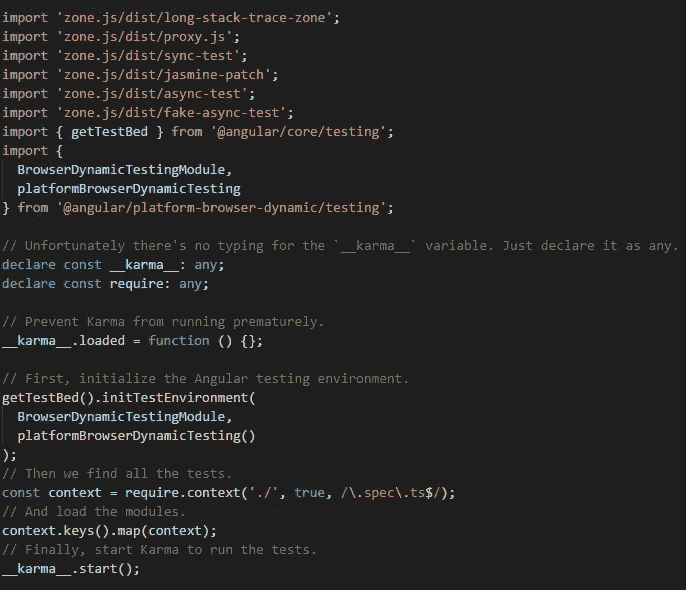 import 'zone.js/dist/long-stack-trace-zone';
import 'zone.js/dist/proxy.js';
import 'zone.js/dist/sync-test';
import 'zone.js/dist/jasmine-patch';
import 'zone.js/dist/async-test';
import 'zone.js/dist/fake-async-test';
import { getTestBed } from '@angular/core/testing';
import {
  BrowserDynamicTestingModule,
  platformBrowserDynamicTesting
} from '@angular/platform-browser-dynamic/testing';

// Unfortunately there's no typing for the `__karma__` variable. Just declare it as any.
declare const __karma__: any;
declare const require: any;

// Prevent Karma from running prematurely.
__karma__.loaded = function () {};

// First, initialize the Angular testing environment.
getTestBed().initTestEnvironment(
  BrowserDynamicTestingModule,
  platformBrowserDynamicTesting()
);
// Then we find all the tests.
const context = require.context('./', true, /\.spec\.ts$/);
// And load the modules.
context.keys().map(context);
// Finally, start Karma to run the tests.
__karma__.start();